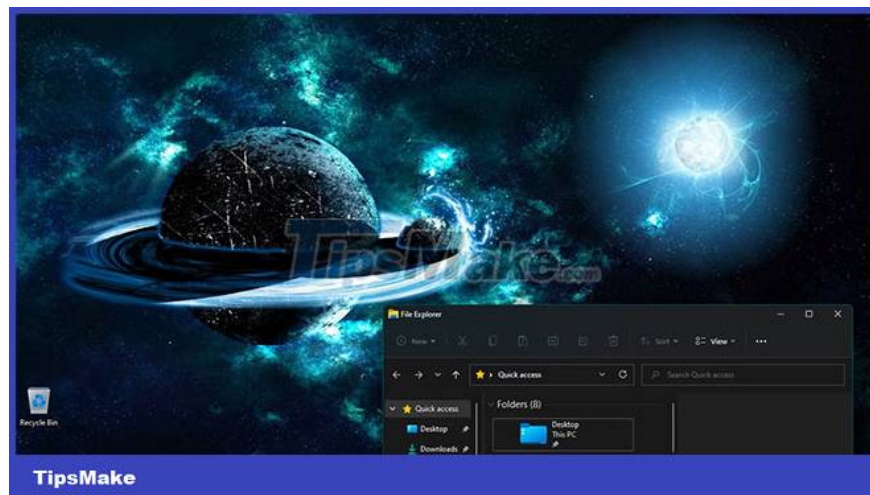 TipsMake.com
File Explorer
New
Sort
View
Quick access
Search Quick access
Quick access
Folders (8)
Desktop
Desktop
This PC
Downloads
Recycle Bin
TipsMake